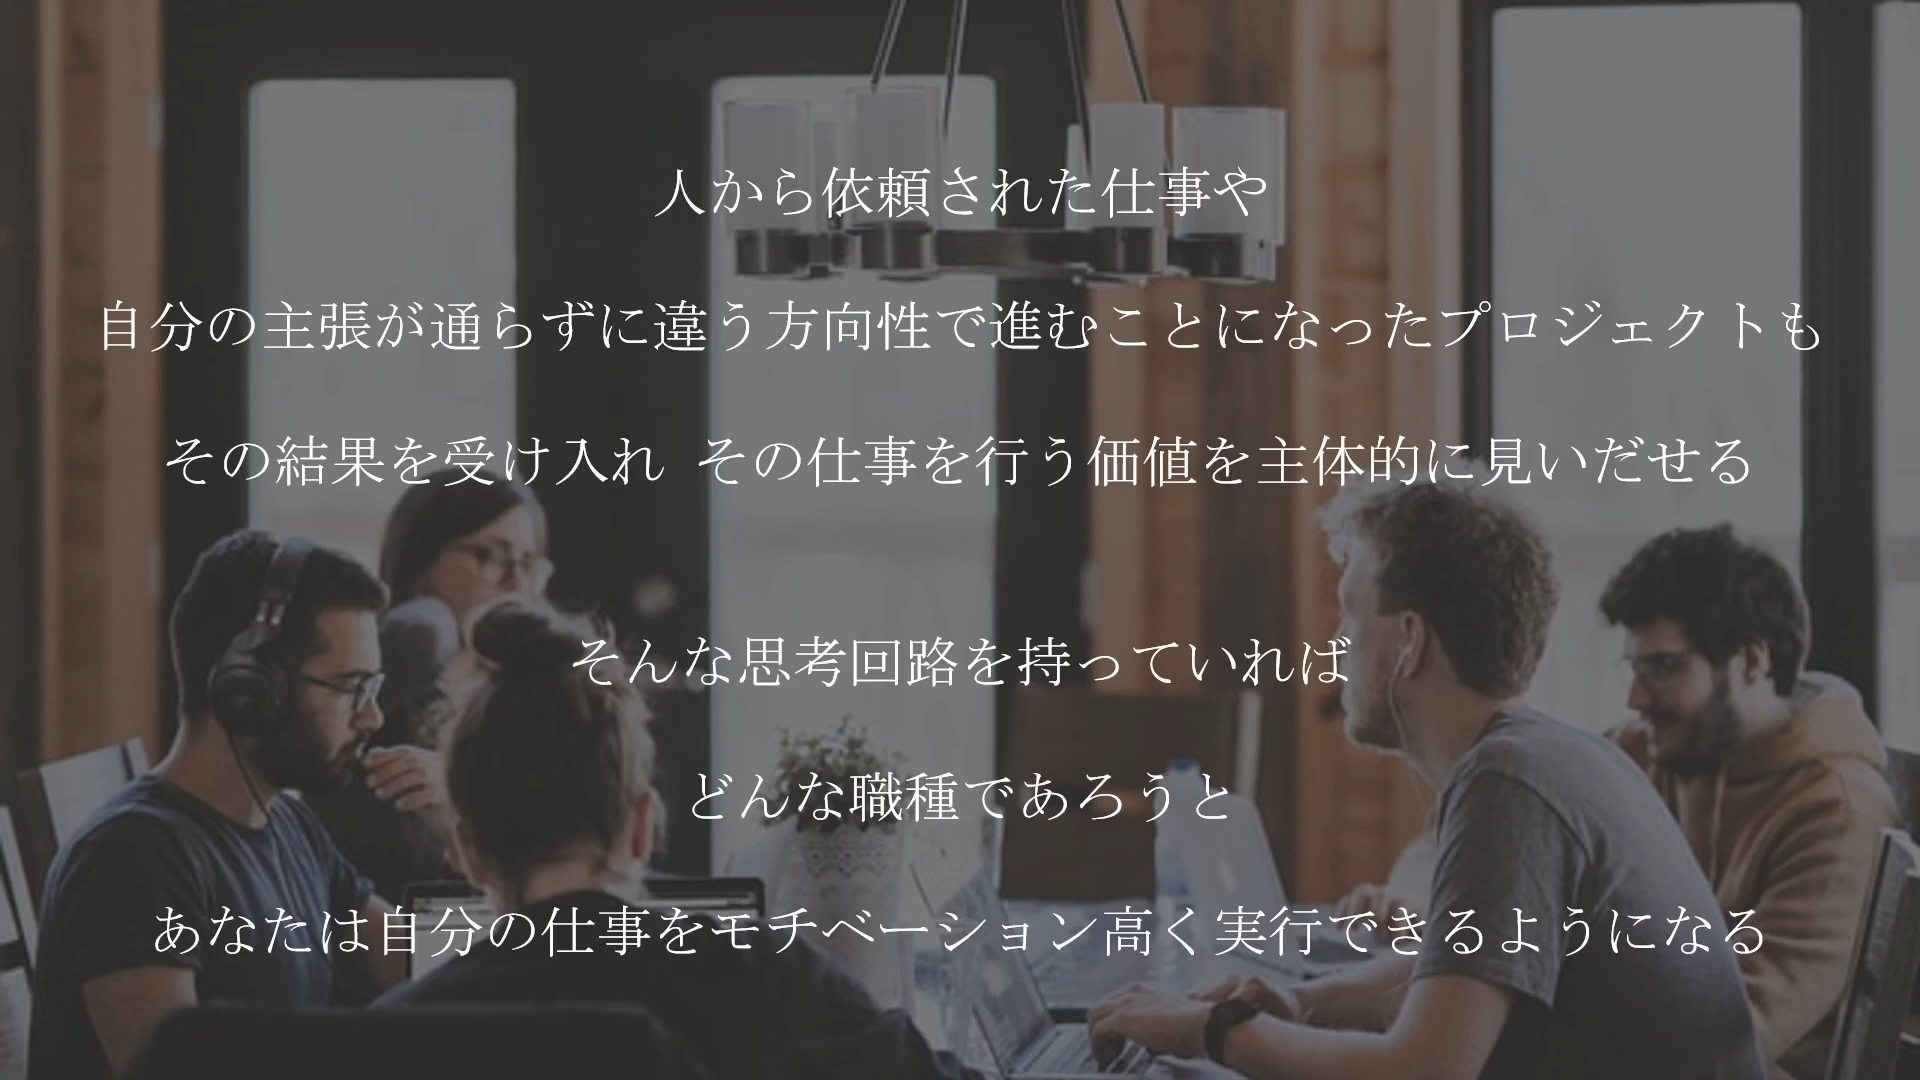 人から依頼された仕事や
自分の主張が通らずに違う方向性で進むことになったプロジェクトも
その結果を受け入れ その仕事を行う価値を主体的に見いだせる
そんな思考回路を持っていれば
どんな職種であろうと
あなたは自分の仕事をモチベーション高く実行できるようになる